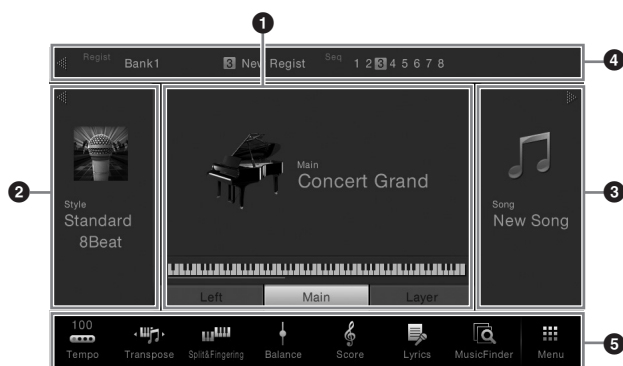 1
Regist Bank1 3 New Regist Seq 1 2 3 4 5 6 7 8
4
2
Style
Standard
8Beat
Main
Concert Grand
Left Main Layer
Song
New Song
3
100
Tempo Transpose Split&Fingering Balance Score Lyrics MusicFinder Menu
5